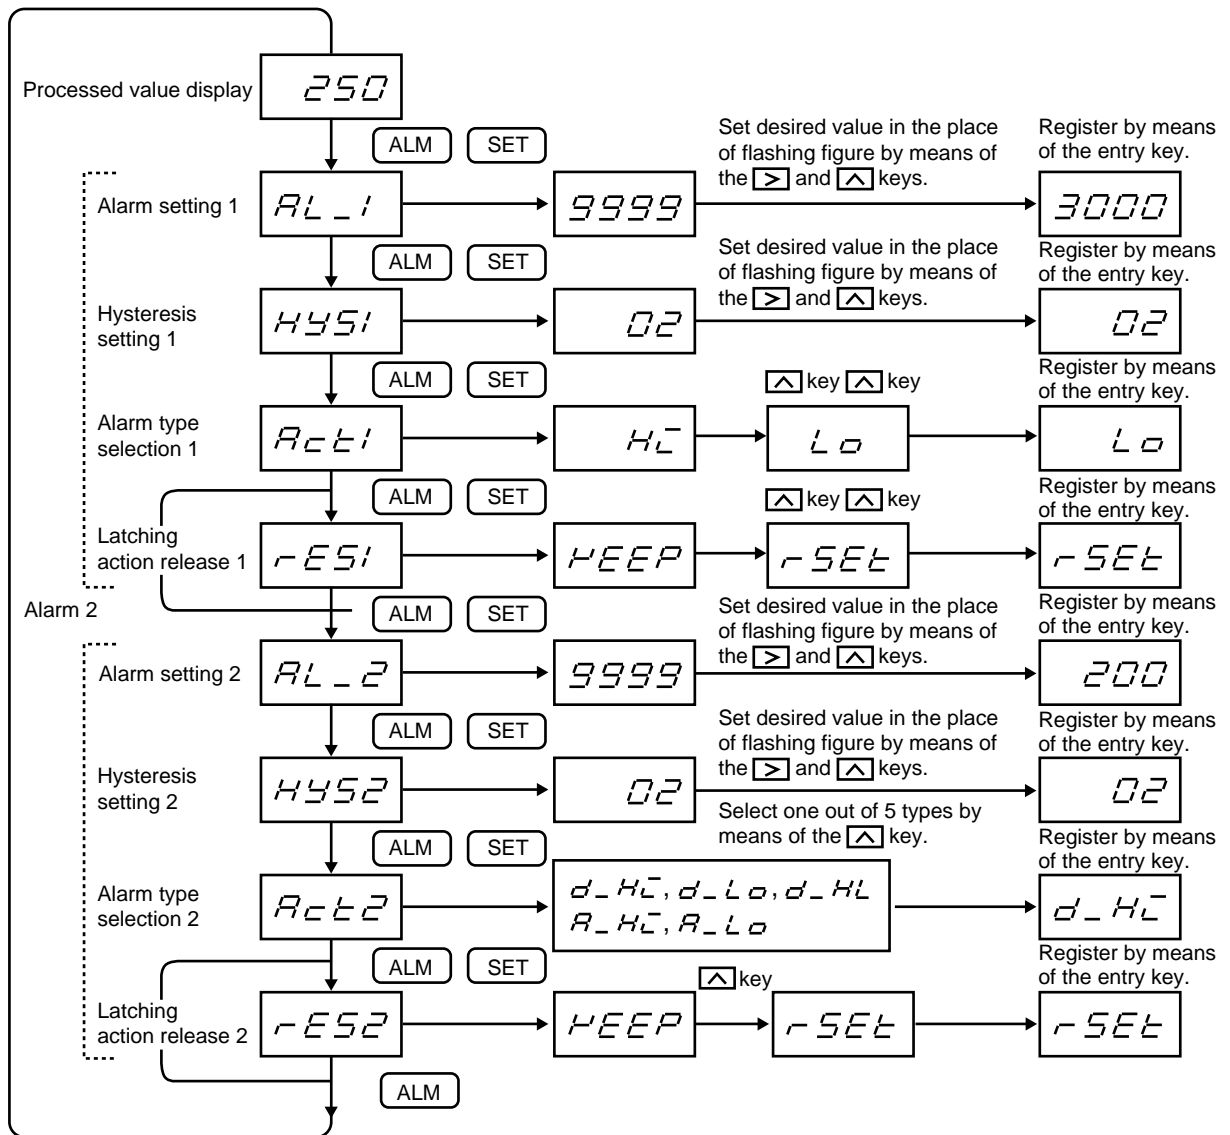 Processed value display
250
ALM SET
Set desired value in the place
of flashing figure by means of
the > and ∧ keys.
Register by means
of the entry key.
Alarm setting 1
AL_1
9999
3000
ALM SET
Set desired value in the place
of flashing figure by means of
the > and ∧ keys.
Register by means
of the entry key.
Hysteresis
setting 1
HYS1
02
02
ALM SET
∧ key ∧ key
Register by means
of the entry key.
Alarm type
selection 1
Act1
Hi
Lo
Lo
ALM SET
∧ key ∧ key
Register by means
of the entry key.
Latching
action release 1
rES1
KEEP
rSEt
rSEt
Alarm 2
ALM SET
Set desired value in the place
of flashing figure by means of
the > and ∧ keys.
Register by means
of the entry key.
Alarm setting 2
AL_2
9999
200
ALM SET
Set desired value in the place
of flashing figure by means of
the > and ∧ keys.
Register by means
of the entry key.
Hysteresis
setting 2
HYS2
02
02
Select one out of 5 types by
means of the ∧ key.
ALM SET
Register by means
of the entry key.
Alarm type
selection 2
Act2
d_Hi, d_Lo, d_HL
A_Hi, A_Lo
d_Hi
ALM SET
∧ key
Register by means
of the entry key.
Latching
action release 2
rES2
KEEP
rSEt
rSEt
ALM